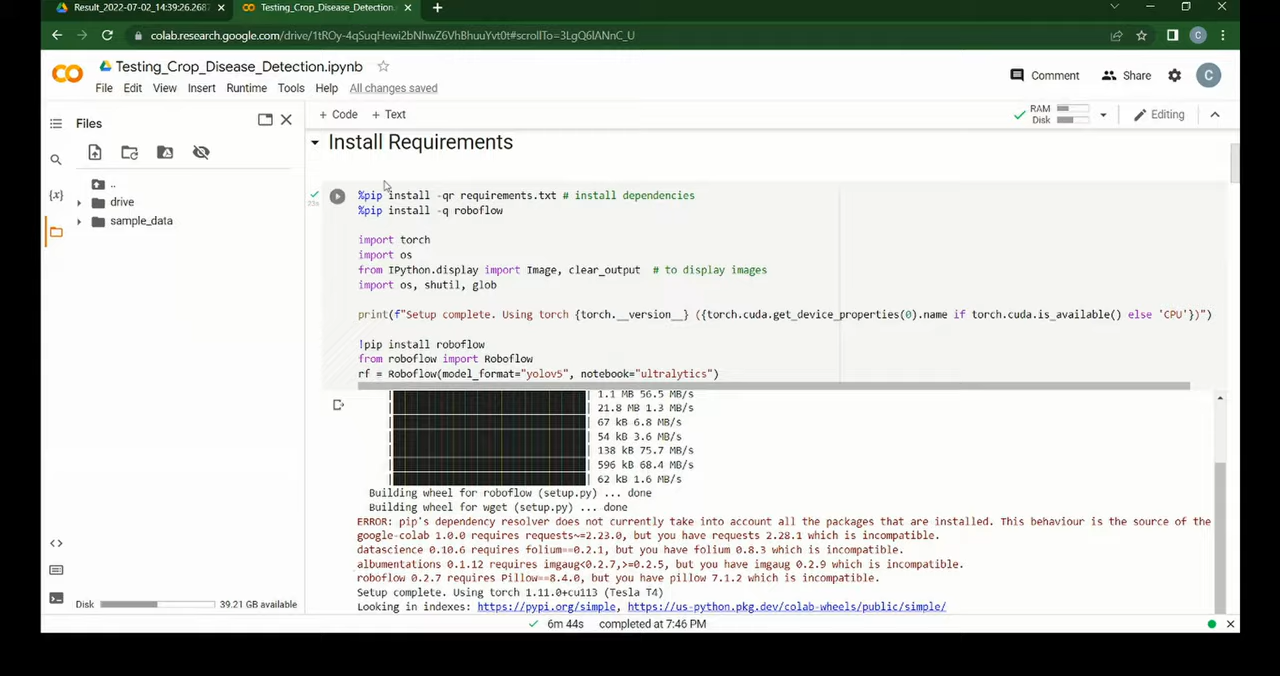 Result_2022-07-02_14:39:26.2687
Testing_Crop_Disease_Detection.
colab.research.google.com/drive/1tROy-4qSuqHewi2bNhwZ6VhBhuuYvt0t#scrollTo=3LgQ6lANnC_U
C
Testing_Crop_Disease_Detection.ipynb
File Edit View Insert Runtime Tools Help All changes saved
Comment Share C
Files
+ Code + Text
RAM
Disk
Editing
Install Requirements
..
drive
sample_data
{x}
23s
%pip install -qr requirements.txt # install dependencies
%pip install -q roboflow
import torch
import os
from IPython.display import Image, clear_output # to display images
import os, shutil, glob
print(f"Setup complete. Using torch {torch.__version__} ({torch.cuda.get_device_properties(0).name if torch.cuda.is_available() else 'CPU'})")
!pip install roboflow
from roboflow import Roboflow
rf = Roboflow(model_format="yolov5", notebook="ultralytics")
| | 1.1 MB 56.5 MB/s
| | 21.8 MB 1.3 MB/s
| | 67 kB 6.8 MB/s
| | 54 kB 3.6 MB/s
| | 138 kB 75.7 MB/s
| | 596 kB 68.4 MB/s
| | 62 kB 1.6 MB/s
Building wheel for roboflow (setup.py) ... done
Building wheel for wget (setup.py) ... done
ERROR: pip's dependency resolver does not currently take into account all the packages that are installed. This behaviour is the source of the
google-colab 1.0.0 requires requests~=2.23.0, but you have requests 2.28.1 which is incompatible.
datascience 0.10.6 requires folium==0.2.1, but you have folium 0.8.3 which is incompatible.
albumentations 0.1.12 requires imgaug<0.2.7,>=0.2.5, but you have imgaug 0.2.9 which is incompatible.
roboflow 0.2.7 requires Pillow==8.4.0, but you have pillow 7.1.2 which is incompatible.
Setup complete. Using torch 1.11.0+cu113 (Tesla T4)
Looking in indexes: https://pypi.org/simple, https://us-python.pkg.dev/colab-wheels/public/simple/
Disk 39.21 GB available
6m 44s completed at 7:46 PM